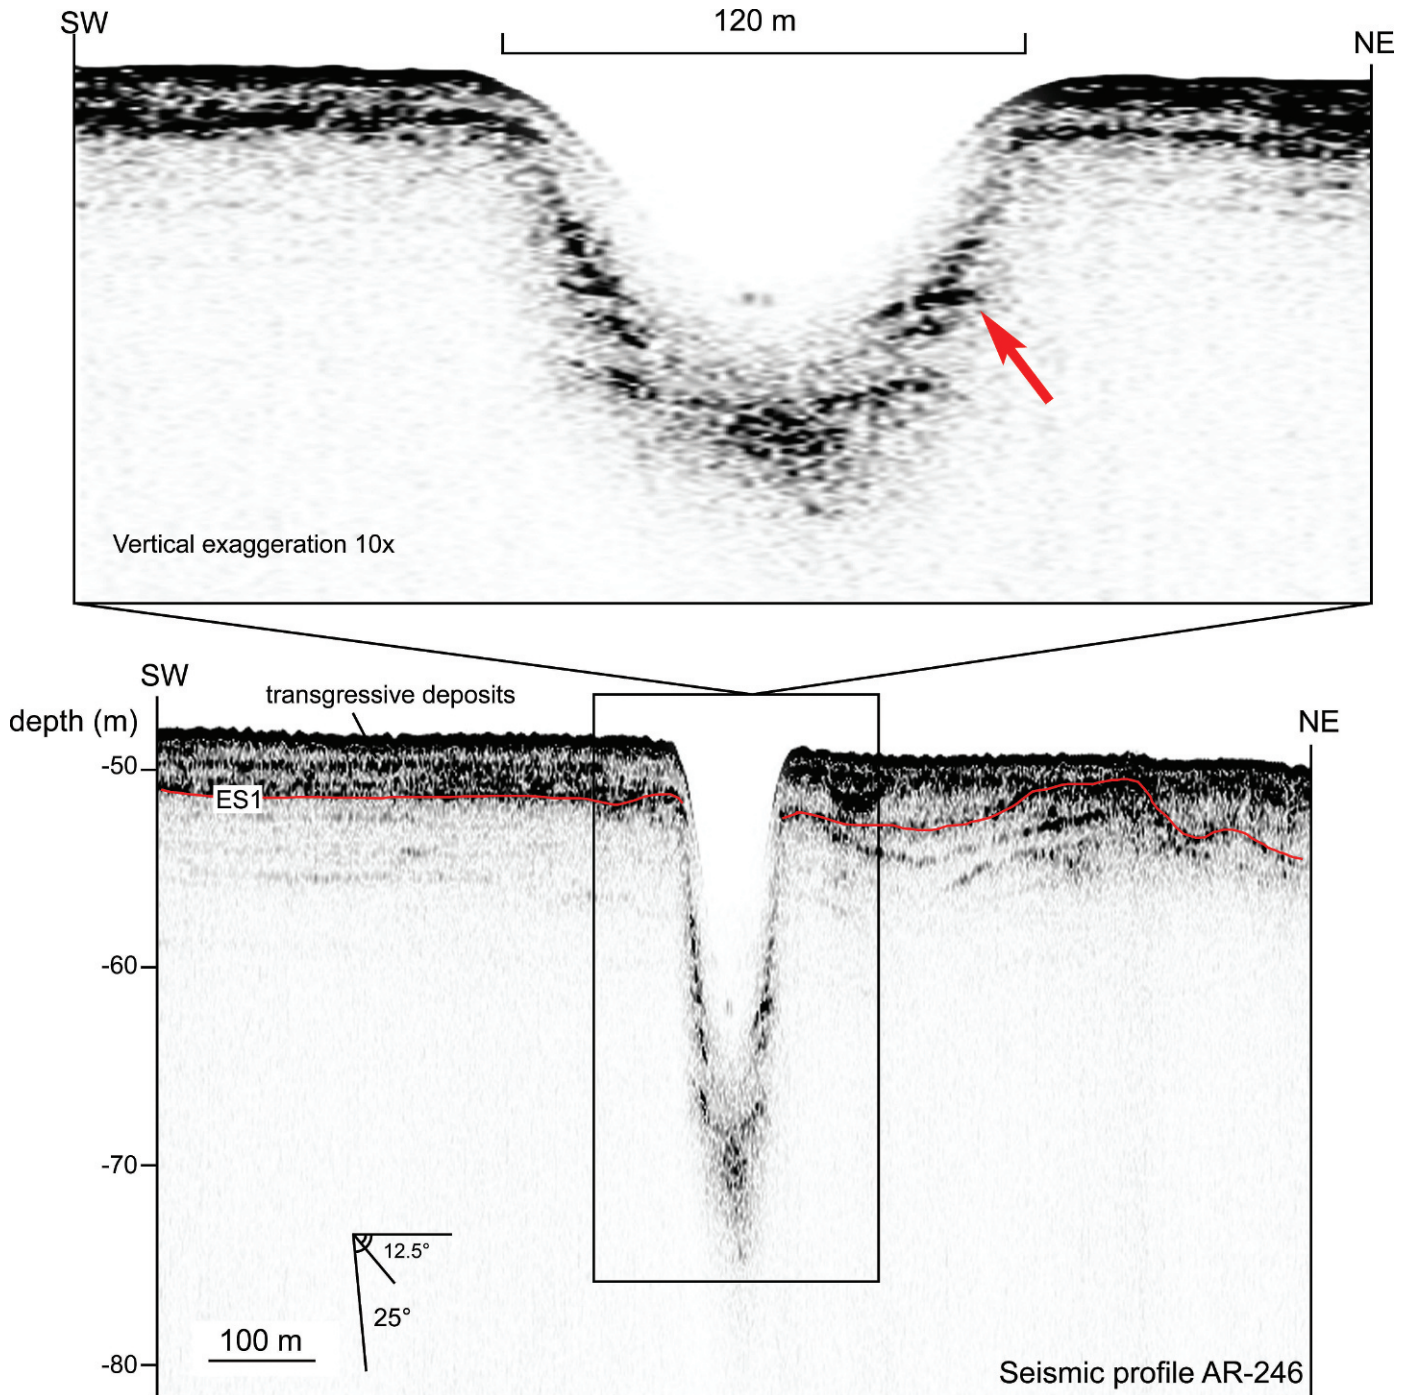 SW
120 m
NE
Vertical exaggeration 10x
SW
transgressive deposits
depth (m)
NE
-50
ES1
-60
-70
12.5°
25°
100 m
-80
Seismic profile AR-246